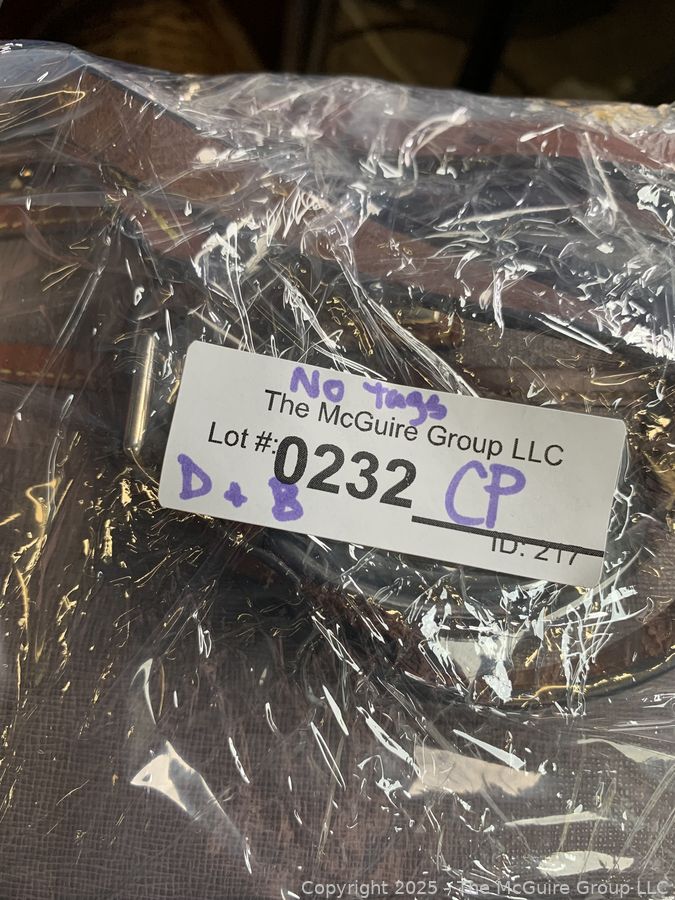 No tags
The McGuire Group LLC
Lot #: 0232 CP
D + B
ID: 217
Copyright 2025 - The McGuire Group LLC